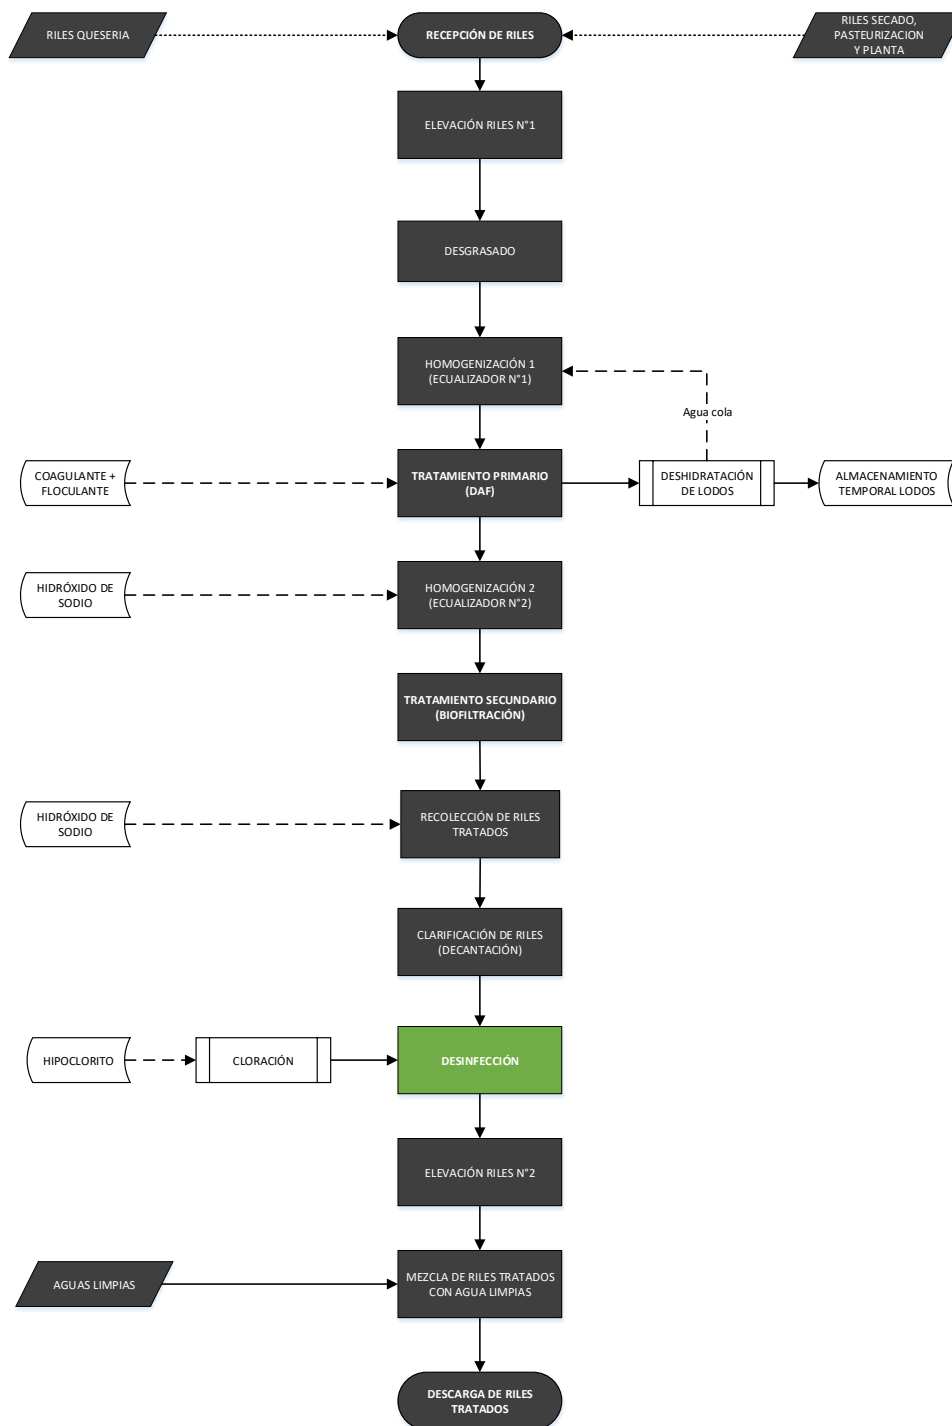 RILES QUESERIA
RECEPCIÓN DE RILES
RILES SECADO,
PASTEURIZACION
Y PLANTA
ELEVACIÓN RILES N°1
DESGRASADO
HOMOGENIZACIÓN 1
(ECUALIZADOR N°1)
Agua cola
COAGULANTE +
FLOCULANTE
TRATAMIENTO PRIMARIO
(DAF)
DESHIDRATACIÓN
DE LODOS
ALMACENAMIENTO
TEMPORAL LODOS
HIDRÓXIDO DE
SODIO
HOMOGENIZACIÓN 2
(ECUALIZADOR N°2)
TRATAMIENTO SECUNDARIO
(BIOFILTRACIÓN)
HIDRÓXIDO DE
SODIO
RECOLECCIÓN DE RILES
TRATADOS
CLARIFICACIÓN DE RILES
(DECANTACIÓN)
HIPOCLORITO
CLORACIÓN
DESINFECCIÓN
ELEVACIÓN RILES N°2
AGUAS LIMPIAS
MEZCLA DE RILES TRATADOS
CON AGUA LIMPIAS
DESCARGA DE RILES
TRATADOS